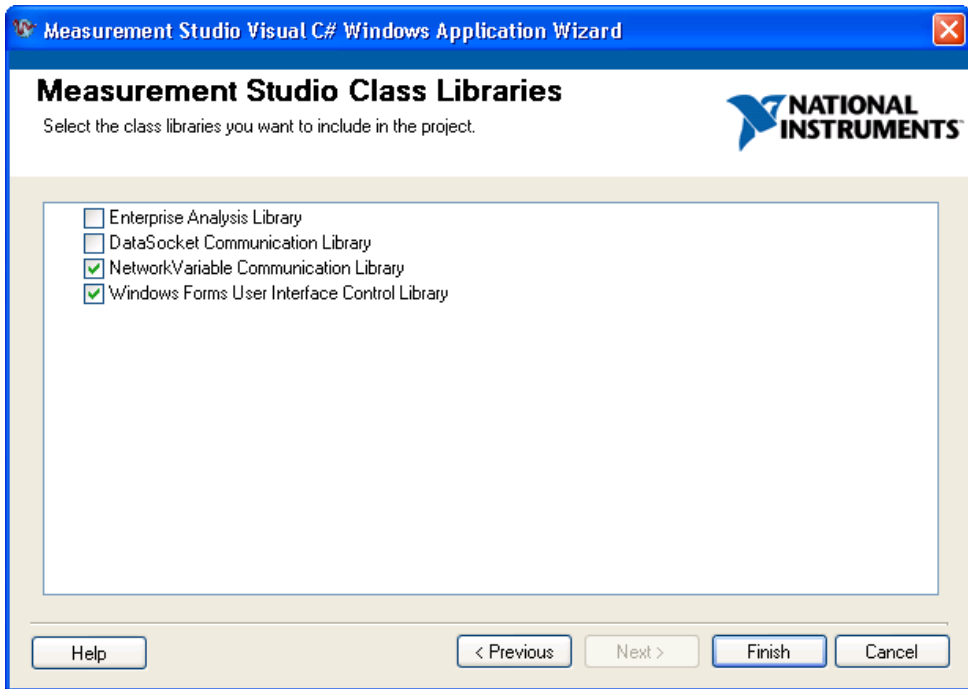 Measurement Studio Visual C# Windows Application Wizard
Measurement Studio Class Libraries
Select the class libraries you want to include in the project.
NATIONAL
INSTRUMENTS
Enterprise Analysis Library
DataSocket Communication Library
NetworkVariable Communication Library
Windows Forms User Interface Control Library
Help
< Previous
Next >
Finish
Cancel